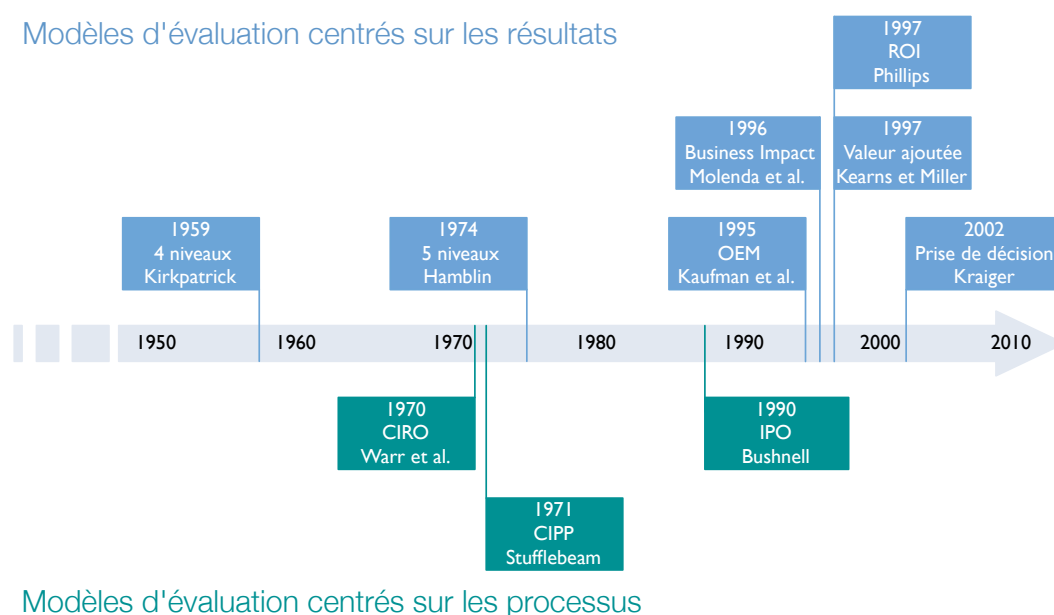 Modèles d'évaluation centrés sur les résultats
1997
ROI
Phillips
1996
Business Impact
Molenda et al.
1997
Valeur ajoutée
Kearns et Miller
1959
4 niveaux
Kirkpatrick
1974
5 niveaux
Hamblin
1995
OEM
Kaufman et al.
2002
Prise de décision
Kraiger
1950 1960 1970 1980 1990 2000 2010
1970
CIRO
Warr et al.
1990
IPO
Bushnell
1971
CIPP
Stufflebeam
Modèles d'évaluation centrés sur les processus